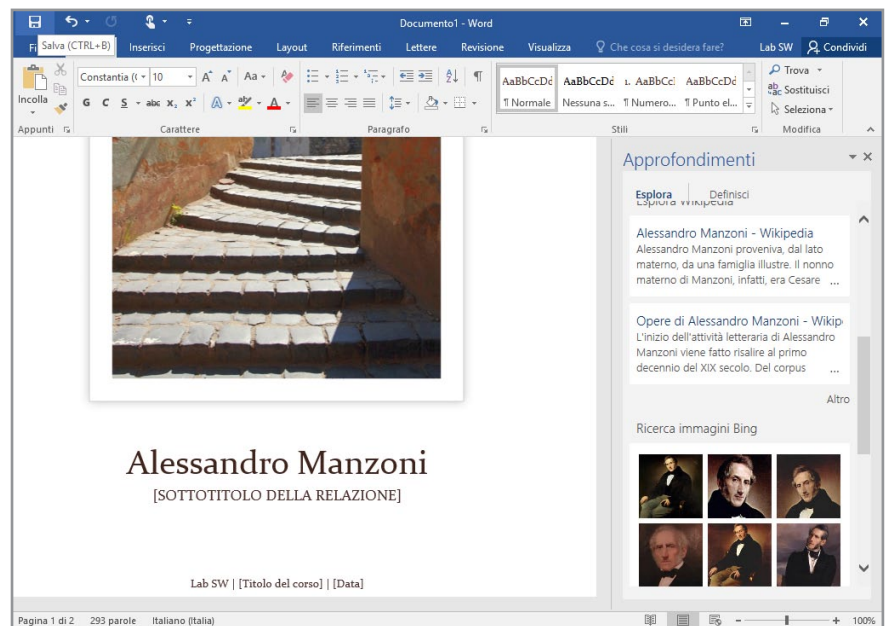 Documento1 - Word
Salva (CTRL+B)
Fi
Inserisci
Progettazione
Layout
Riferimenti
Lettere
Revisione
Visualizza
Che cosa si desidera fare?
Lab SW
Condividi
Incolla
Constantia (( 10
A A Aa
G C S abc X₂ X² A ab A
AaBbCcDd AaBbCcDd 1. AaBbCcI AaBbCcDd
¶ Normale Nessuna s... ¶ Numero... ¶ Punto el...
Trova
Sostituisci
Seleziona
Appunti
Carattere
Paragrafo
Stili
Modifica
Alessandro Manzoni
[SOTTOTITOLO DELLA RELAZIONE]
Lab SW | [Titolo del corso] | [Data]
Approfondimenti
Esplora
Definisci
Esplora Wikipedia
Alessandro Manzoni - Wikipedia
Alessandro Manzoni proveniva, dal lato
materno, da una famiglia illustre. Il nonno
materno di Manzoni, infatti, era Cesare ...
Opere di Alessandro Manzoni - Wikip
L'inizio dell'attività letteraria di Alessandro
Manzoni viene fatto risalire al primo
decennio del XIX secolo. Del corpus ...
Altro
Ricerca immagini Bing
Pagina 1 di 2
293 parole
Italiano (Italia)
100%